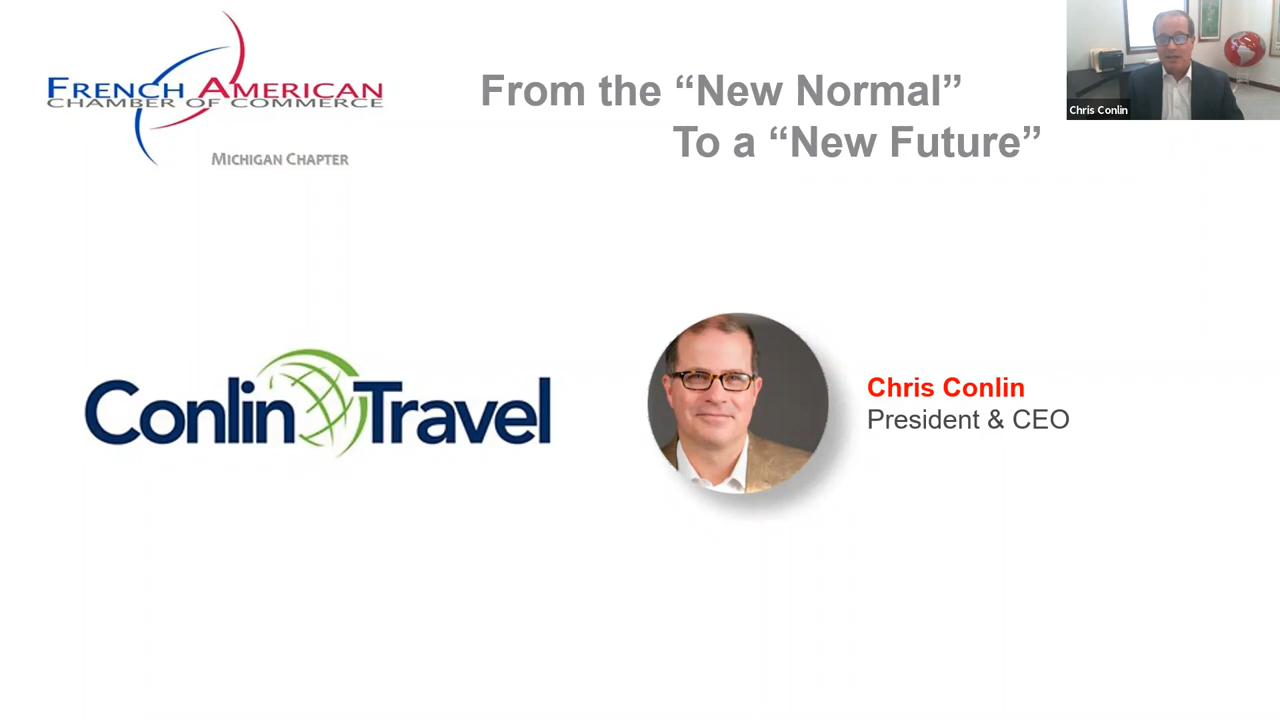 FRENCH AMERICAN
CHAMBER OF COMMERCE
MICHIGAN CHAPTER
From the “New Normal”
To a “New Future”
Chris Conlin
Conlin Travel
Chris Conlin
President & CEO